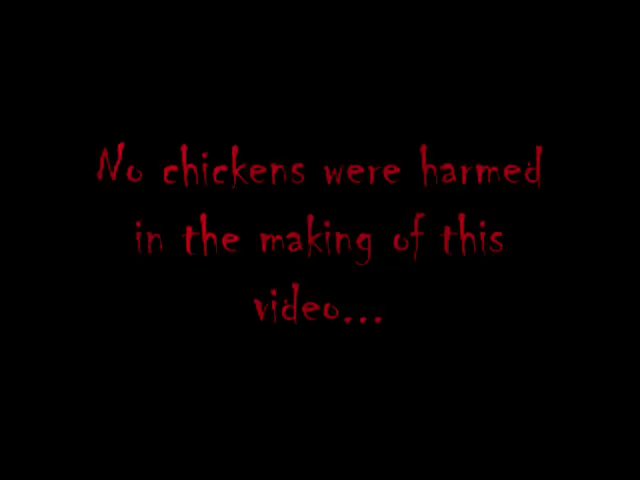 No chickens were harmed
in the making of this
video...